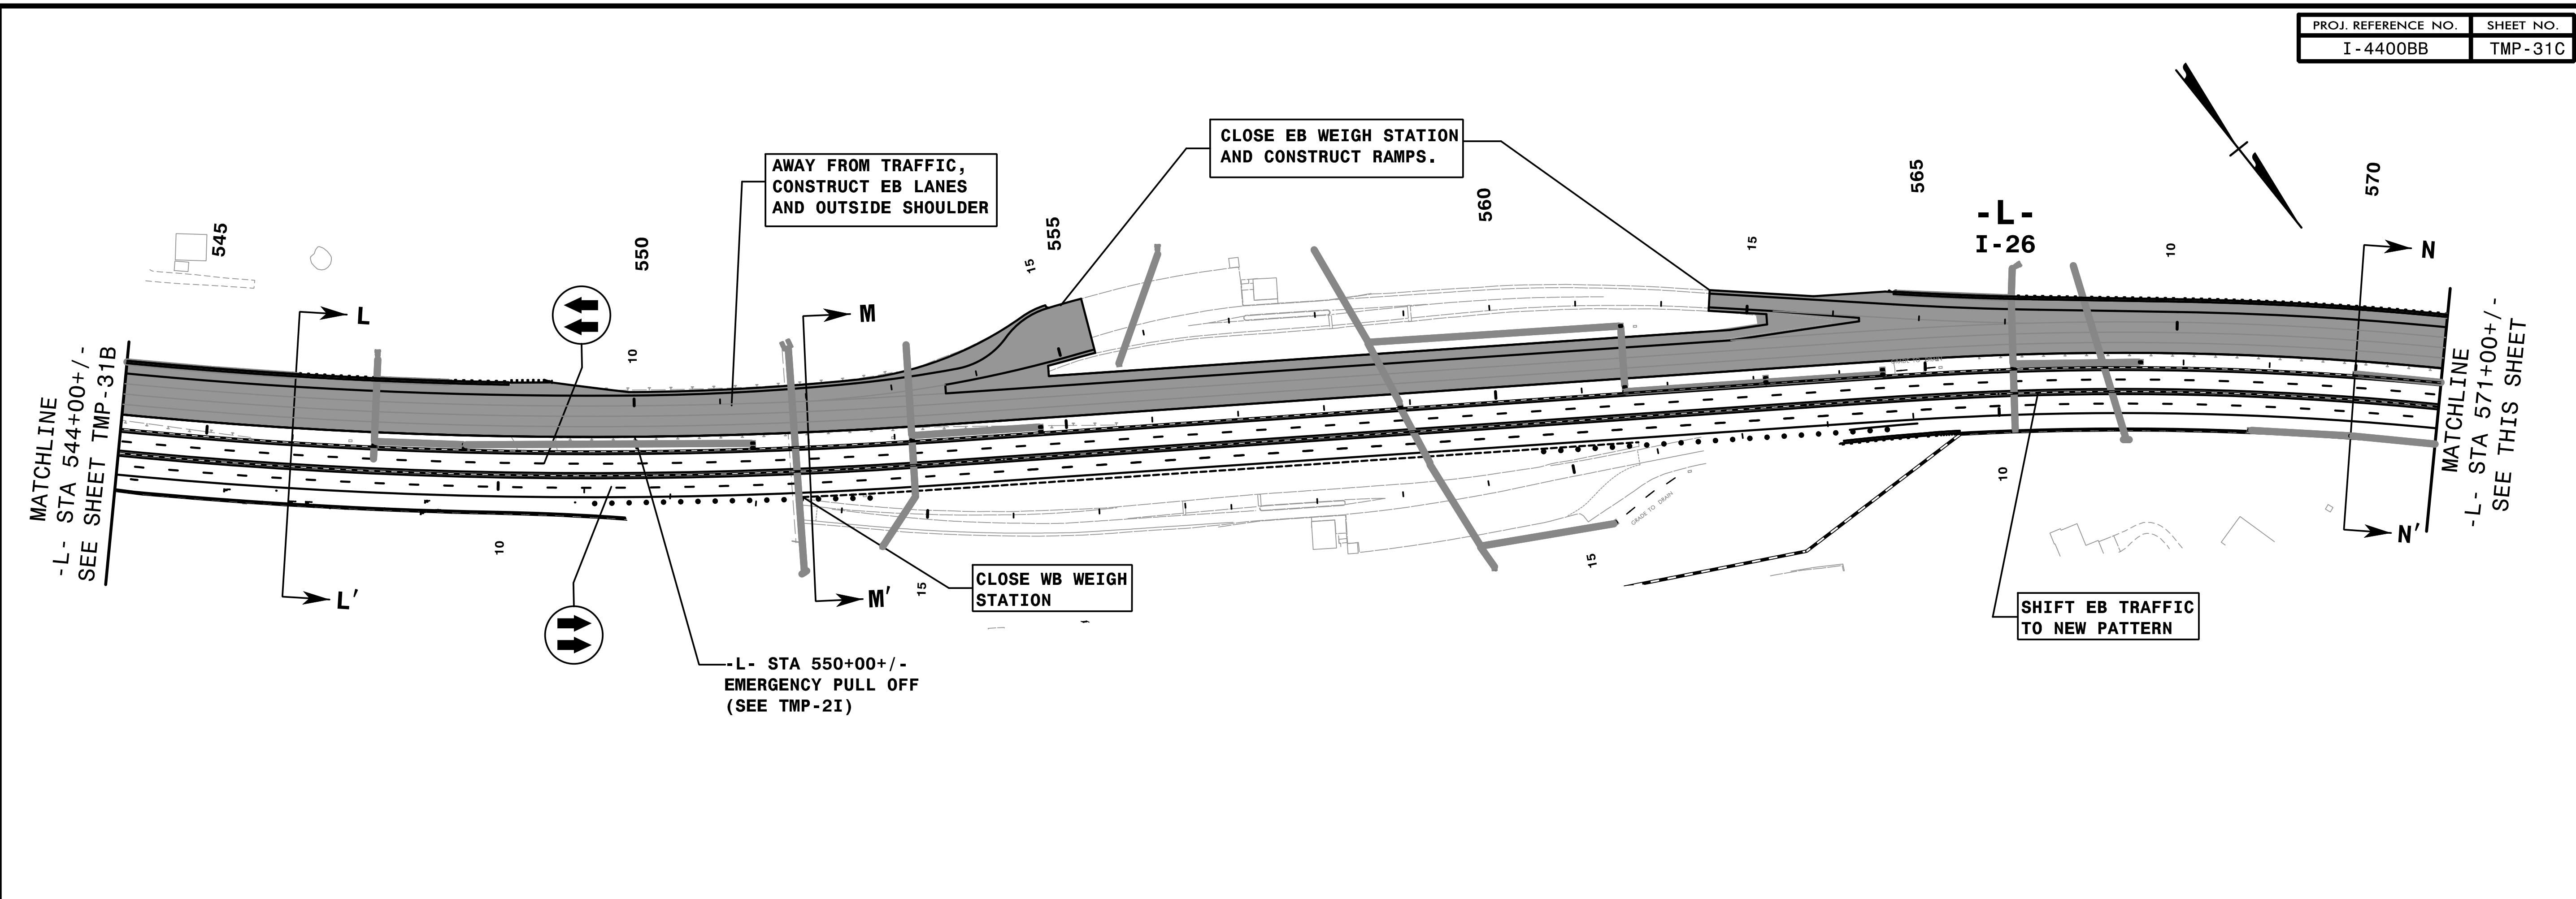 PROJ. REFERENCE NO. SHEET NO.
I-4400BB TMP-31C
CLOSE EB WEIGH STATION
AND CONSTRUCT RAMPS.
AWAY FROM TRAFFIC,
CONSTRUCT EB LANES
AND OUTSIDE SHOULDER
545
550
555
560
565
570
15
15
10
10
-L-
I-26
L
M
N
MATCHLINE
-L- STA 544+00+/-
SEE SHEET TMP-31B
MATCHLINE
-L- STA 571+00+/-
SEE THIS SHEET
GRADE TO DRAIN
10
15
15
10
L'
M'
N'
CLOSE WB WEIGH
STATION
SHIFT EB TRAFFIC
TO NEW PATTERN
-L- STA 550+00+/-
EMERGENCY PULL OFF
(SEE TMP-2I)